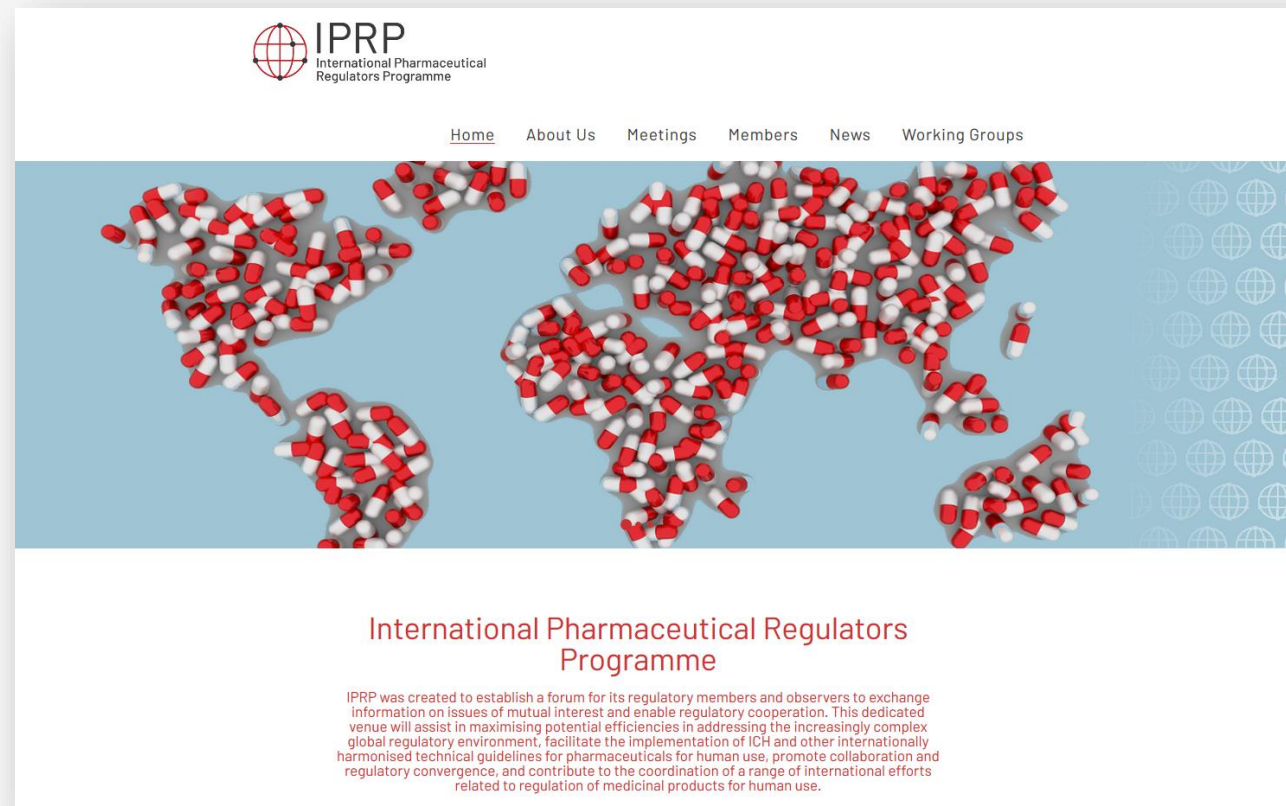 IPRP
International Pharmaceutical
Regulators Programme
Home About Us Meetings Members News Working Groups
International Pharmaceutical Regulators
Programme
IPRP was created to establish a forum for its regulatory members and observers to exchange
information on issues of mutual interest and enable regulatory cooperation. This dedicated
venue will assist in maximising potential efficiencies in addressing the increasingly complex
global regulatory environment, facilitate the implementation of ICH and other internationally
harmonised technical guidelines for pharmaceuticals for human use, promote collaboration and
regulatory convergence, and contribute to the coordination of a range of international efforts
related to regulation of medicinal products for human use.